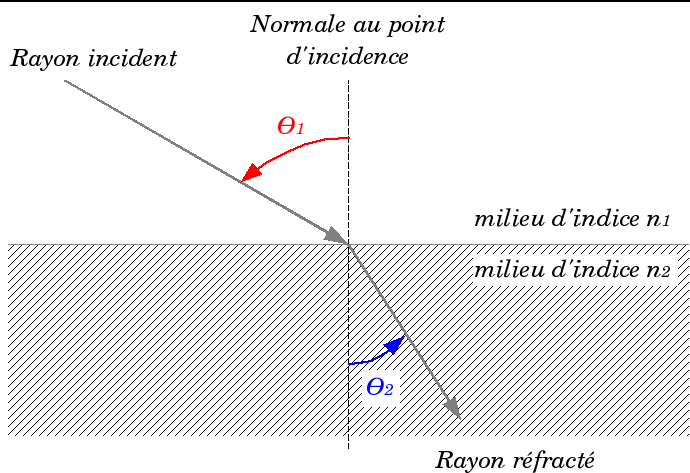 Normale au point
d'incidence
Rayon incident
Θ1
milieu d'indice n1
milieu d'indice n2
Θ2
Rayon réfracté